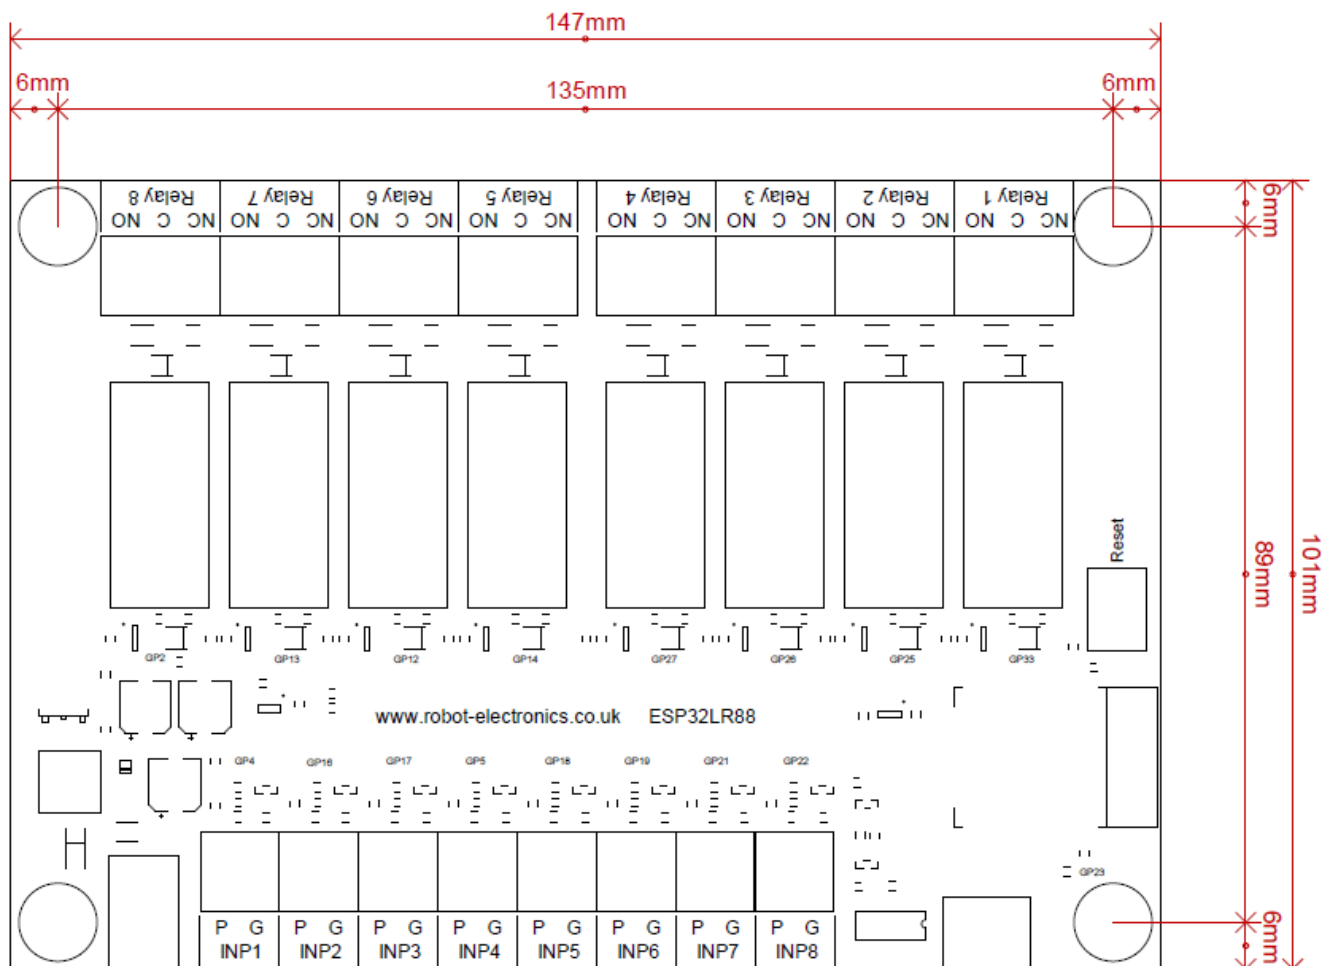 147mm
6mm 135mm 6mm
Relay 8 Relay 7 Relay 6 Relay 5 Relay 4 Relay 3 Relay 2 Relay 1
NO C NC NO C NC NO C NC NO C NC NO C NC NO C NC NO C NC NO C NC
6mm
89mm
101mm
Reset
GP2 GP13 GP12 GP14 GP27 GP26 GP25 GP33
www.robot-electronics.co.uk ESP32LR88
GP4 GP16 GP17 GP5 GP18 GP19 GP21 GP22
GP23
P G P G P G P G P G P G P G P G
INP1 INP2 INP3 INP4 INP5 INP6 INP7 INP8
6mm